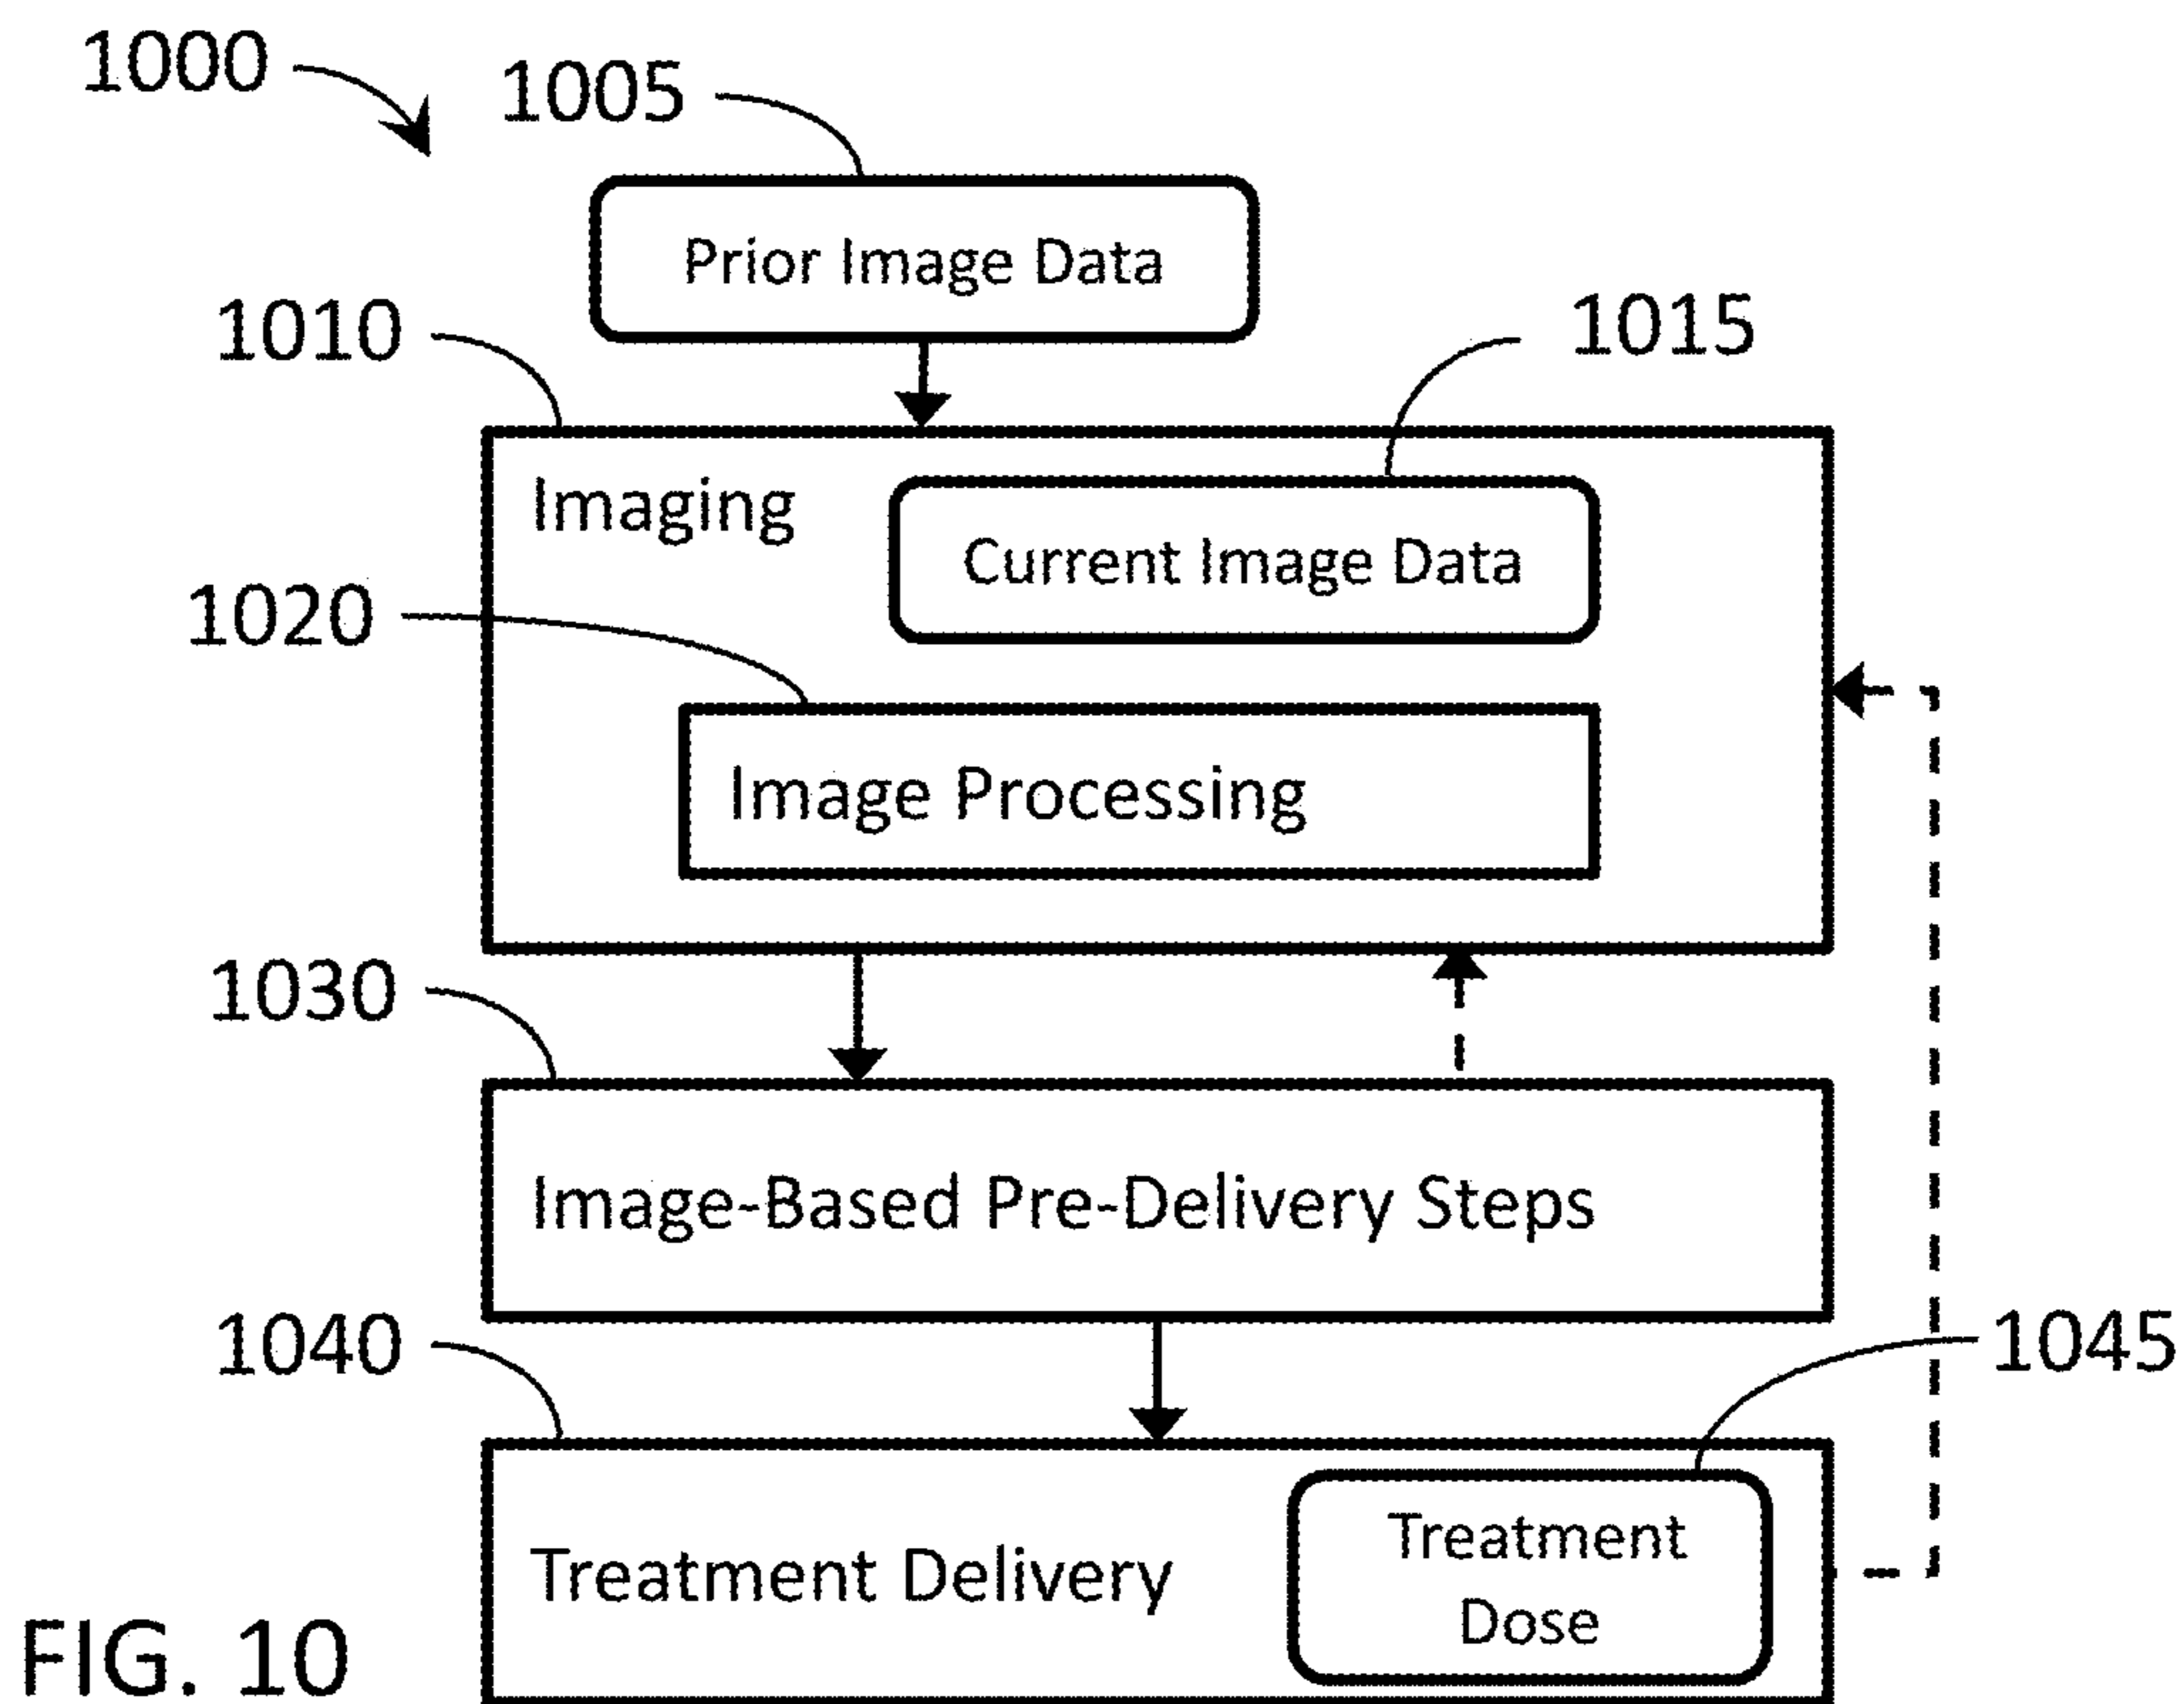 1000
1005
Prior Image Data
1010
1015
Imaging
Current Image Data
1020
Image Processing
1030
Image-Based Pre-Delivery Steps
1040
1045
Treatment Delivery
Treatment
Dose
FIG. 10